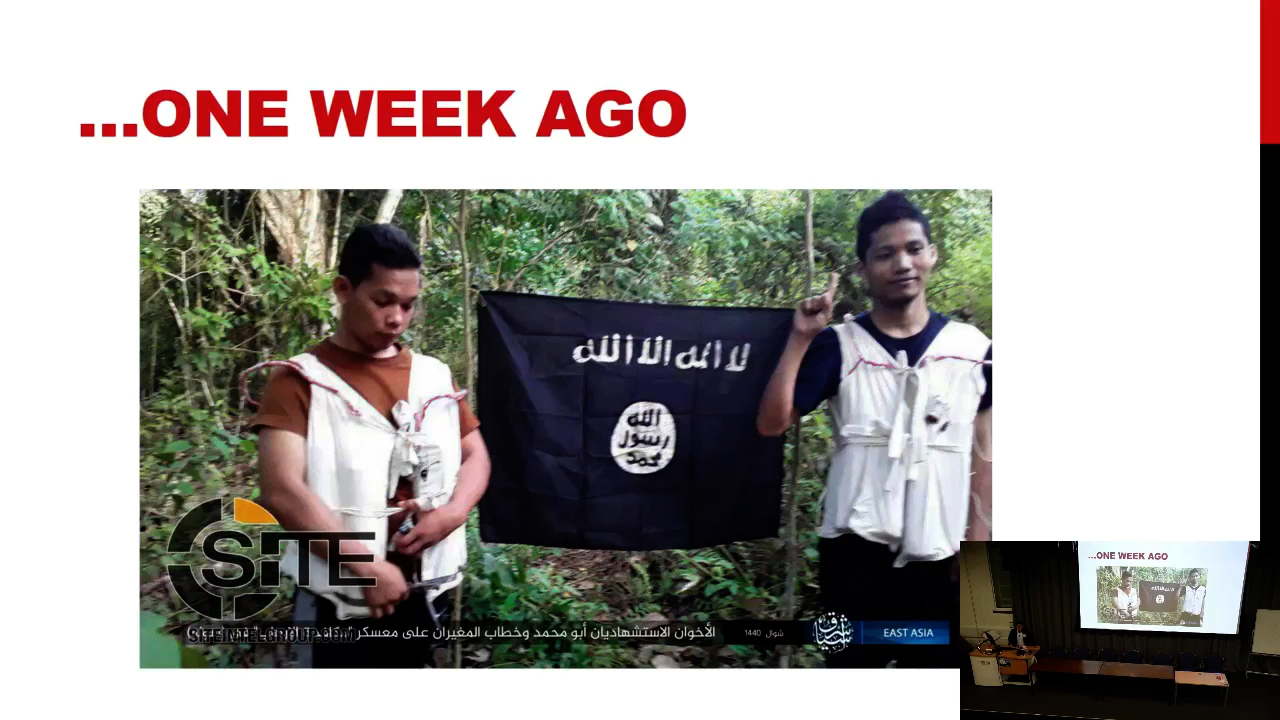 ...ONE WEEK AGO
لا اله الا الله
الله
رسول
محمد
SITE
SITEINTELGROUP.COM
الأخوان الاستشهاديان أبو محمد وخطاب المغيران على معسكر
شوال 1440
EAST ASIA
...ONE WEEK AGO